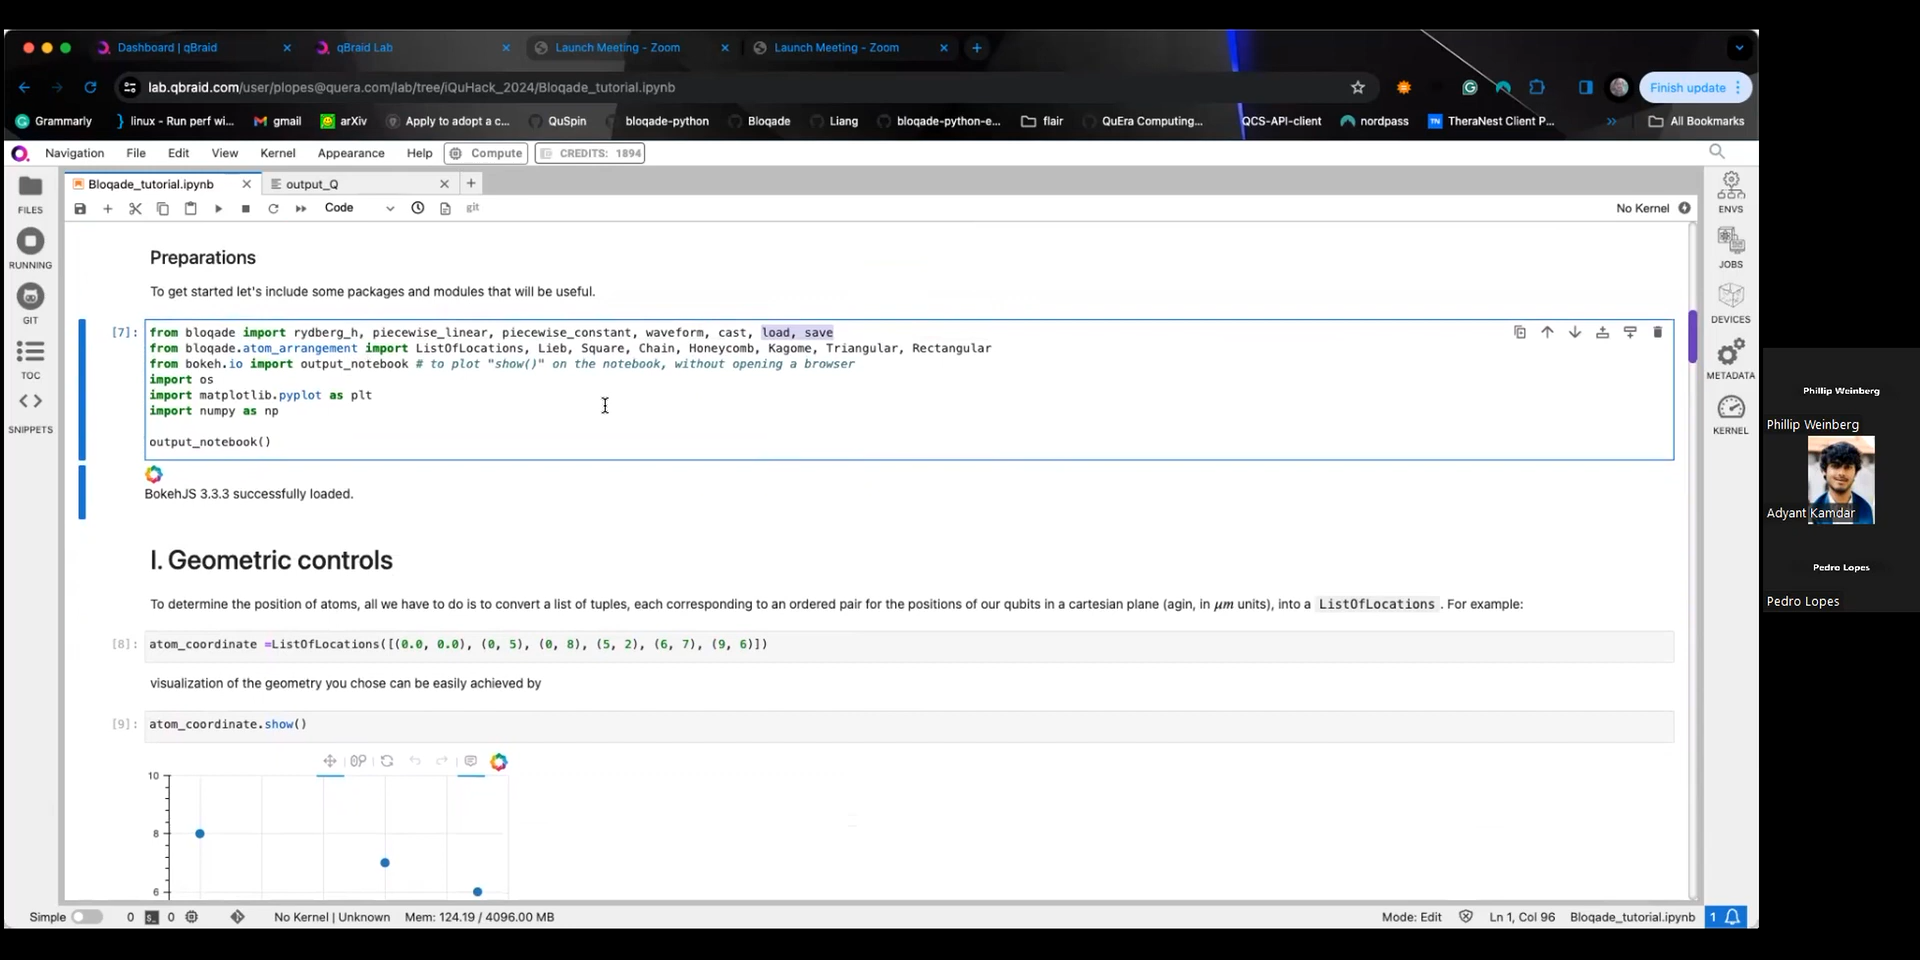 Dashboard | qBraid
qBraid Lab
Launch Meeting - Zoom
Launch Meeting - Zoom
lab.qbraid.com/user/plopes@quera.com/lab/tree/iQuHack_2024/Bloqade_tutorial.ipynb
Finish update
Grammarly
linux - Run perf wi...
gmail
arXiv
Apply to adopt a c...
QuSpin
bloqade-python
Bloqade
Liang
bloqade-python-e...
flair
QuEra Computing...
QCS-API-client
nordpass
TN
TheraNest Client P...
»
All Bookmarks
Navigation
File
Edit
View
Kernel
Appearance
Help
Compute
CREDITS: 1894
Bloqade_tutorial.ipynb
output_Q
Code
git
No Kernel
FILES
RUNNING
GIT
TOC
SNIPPETS
ENVS
JOBS
DEVICES
METADATA
KERNEL
Preparations
To get started let's include some packages and modules that will be useful.
[7]:
from bloqade import rydberg_h, piecewise_linear, piecewise_constant, waveform, cast, load, save
from bloqade.atom_arrangement import ListOfLocations, Lieb, Square, Chain, Honeycomb, Kagome, Triangular, Rectangular
from bokeh.io import output_notebook # to plot "show()" on the notebook, without opening a browser
import os
import matplotlib.pyplot as plt
import numpy as np
output_notebook()
BokehJS 3.3.3 successfully loaded.
I. Geometric controls
To determine the position of atoms, all we have to do is to convert a list of tuples, each corresponding to an ordered pair for the positions of our qubits in a cartesian plane (agin, in μm units), into a ListOfLocations . For example:
[8]:
atom_coordinate =ListOfLocations([(0.0, 0.0), (0, 5), (0, 8), (5, 2), (6, 7), (9, 6)])
visualization of the geometry you chose can be easily achieved by
[9]:
atom_coordinate.show()
10
8
6
Simple
0
0
No Kernel | Unknown
Mem: 124.19 / 4096.00 MB
Mode: Edit
Ln 1, Col 96
Bloqade_tutorial.ipynb
1
Phillip Weinberg
Phillip Weinberg
Adyant Kamdar
Pedro Lopes
Pedro Lopes